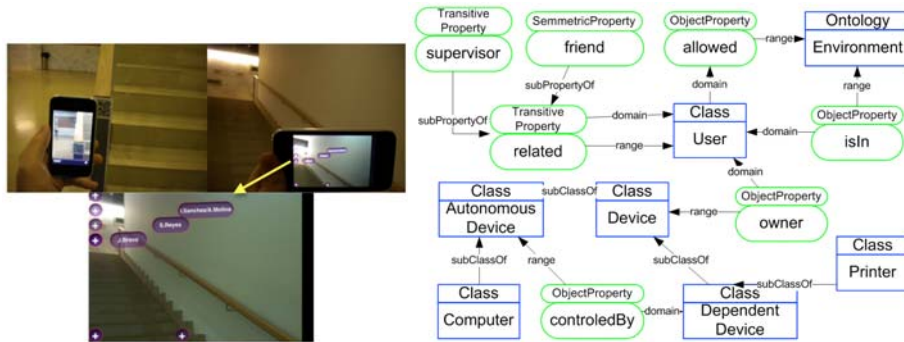 Transitive
Property
supervisor
SemmetricProperty
friend
ObjectProperty
allowed
range
Ontology
Environment
subPropertyOf
subPropertyOf
domain
range
Transitive
Property
related
domain
range
Class
User
domain
ObjectProperty
isIn
domain
Class
Autonomous
Device
subClassOf
Class
Device
range
ObjectProperty
owner
subClassOf
range
subClassOf
subClassOf
Class
Printer
Class
Computer
ObjectProperty
controledBy
domain
Class
Dependent
Device
J.Bravo
S.Reyes